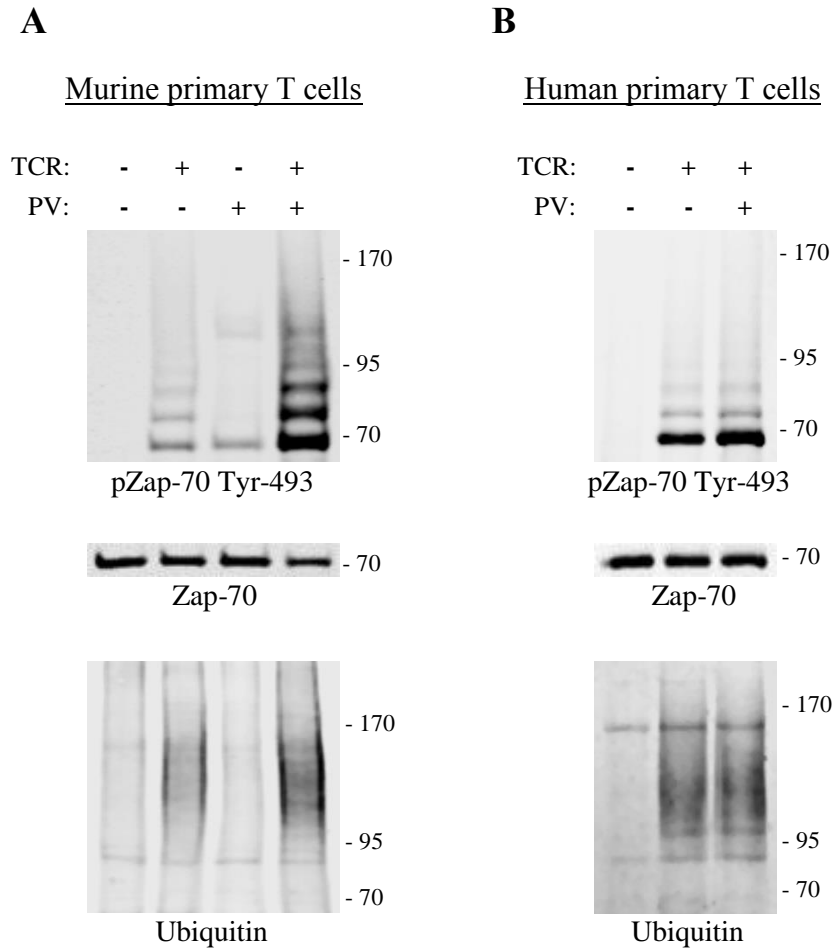 A
Murine primary T cells
TCR: - + - +
PV: - - + +
- 170
- 95
- 70
pZap-70 Tyr-493
- 70
Zap-70
- 170
- 95
- 70
Ubiquitin
B
Human primary T cells
TCR: - + +
PV: - - +
- 170
- 95
- 70
pZap-70 Tyr-493
- 70
Zap-70
- 170
- 95
- 70
Ubiquitin